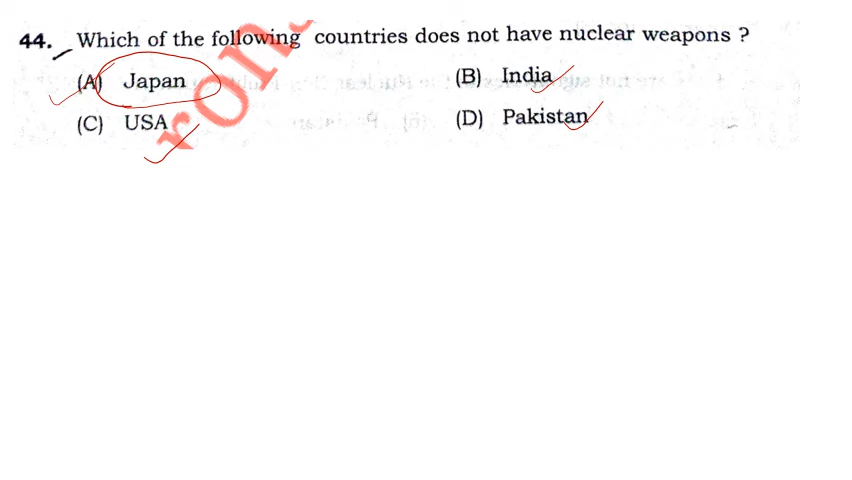 44. Which of the following countries does not have nuclear weapons ?
(A) Japan (B) India
(C) USA (D) Pakistan